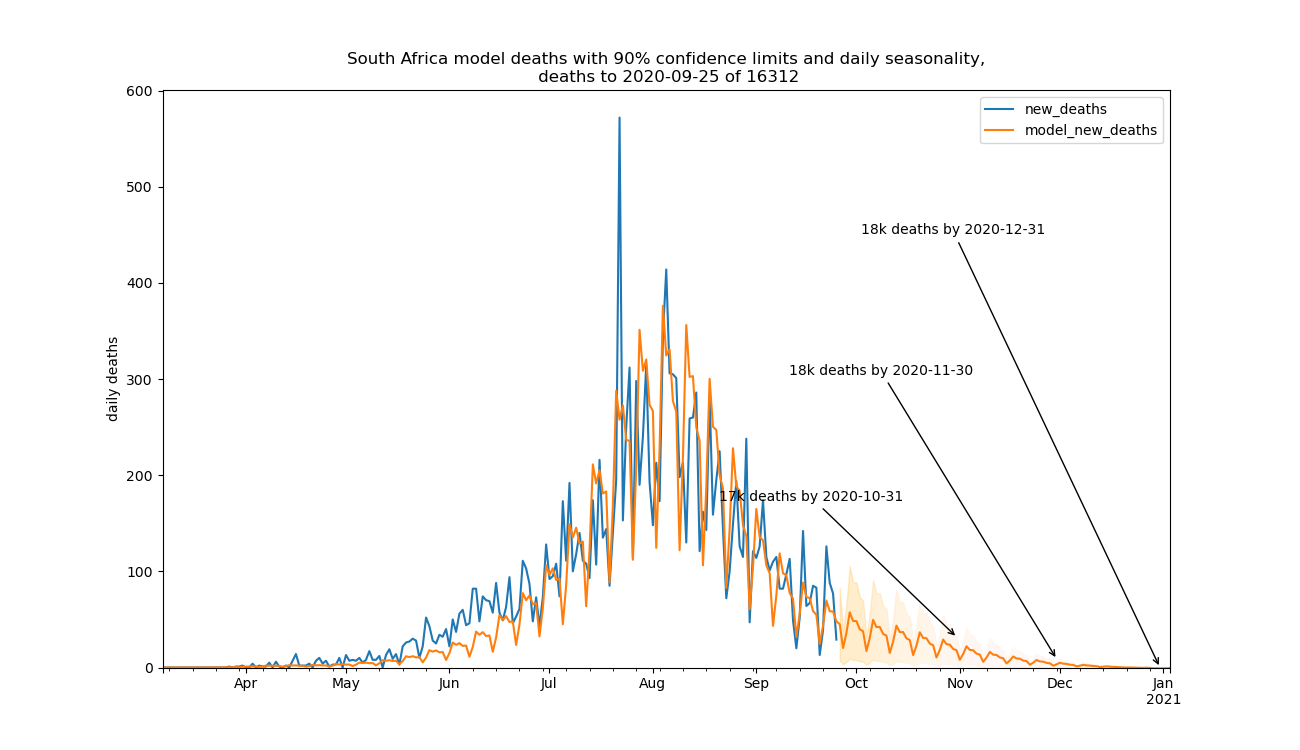 South Africa model deaths with 90% confidence limits and daily seasonality,
deaths to 2020-09-25 of 16312
600
500
400
300
200
100
0
daily deaths
new_deaths
model_new_deaths
18k deaths by 2020-12-31
18k deaths by 2020-11-30
17k deaths by 2020-10-31
Apr
May
Jun
Jul
Aug
Sep
Oct
Nov
Dec
Jan
2021